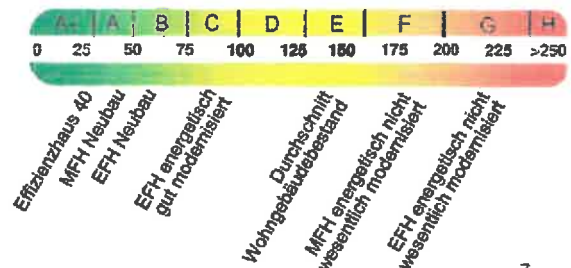 A+ A B C D E F G H
0 25 50 75 100 125 150 175 200 225 >250
Effizienzhaus 40
MFH Neubau
EFH Neubau
EFH energetisch
gut modernisiert
Durchschnitt
Wohngebäudebestand
MFH energetisch nicht
wesentlich modernisiert
EFH energetisch nicht
wesentlich modernisiert